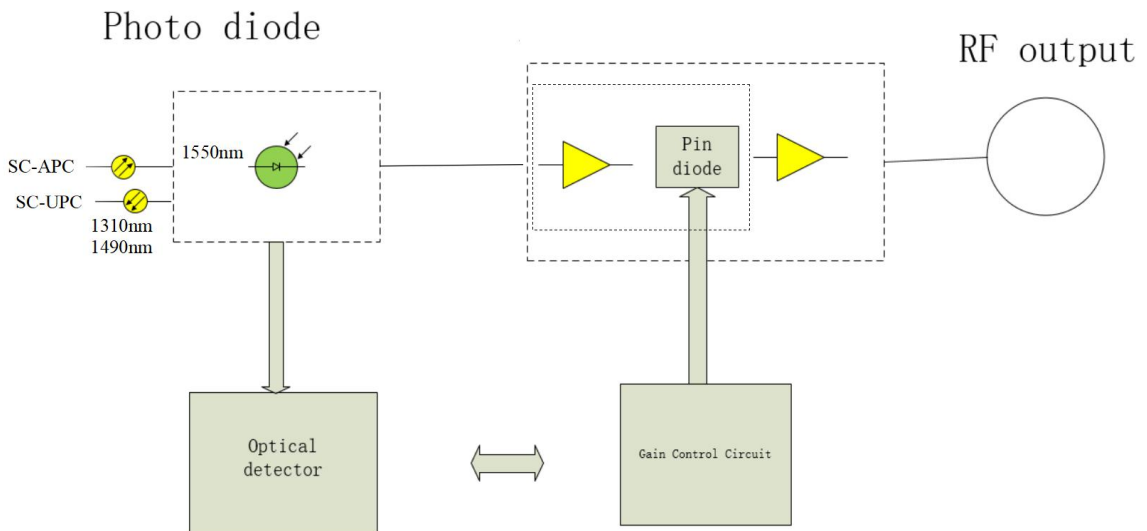 Photo diode
RF output
1550nm
SC-APC
SC-UPC
1310nm
1490nm
Pin
diode
Optical
detector
Gain Control Circuit